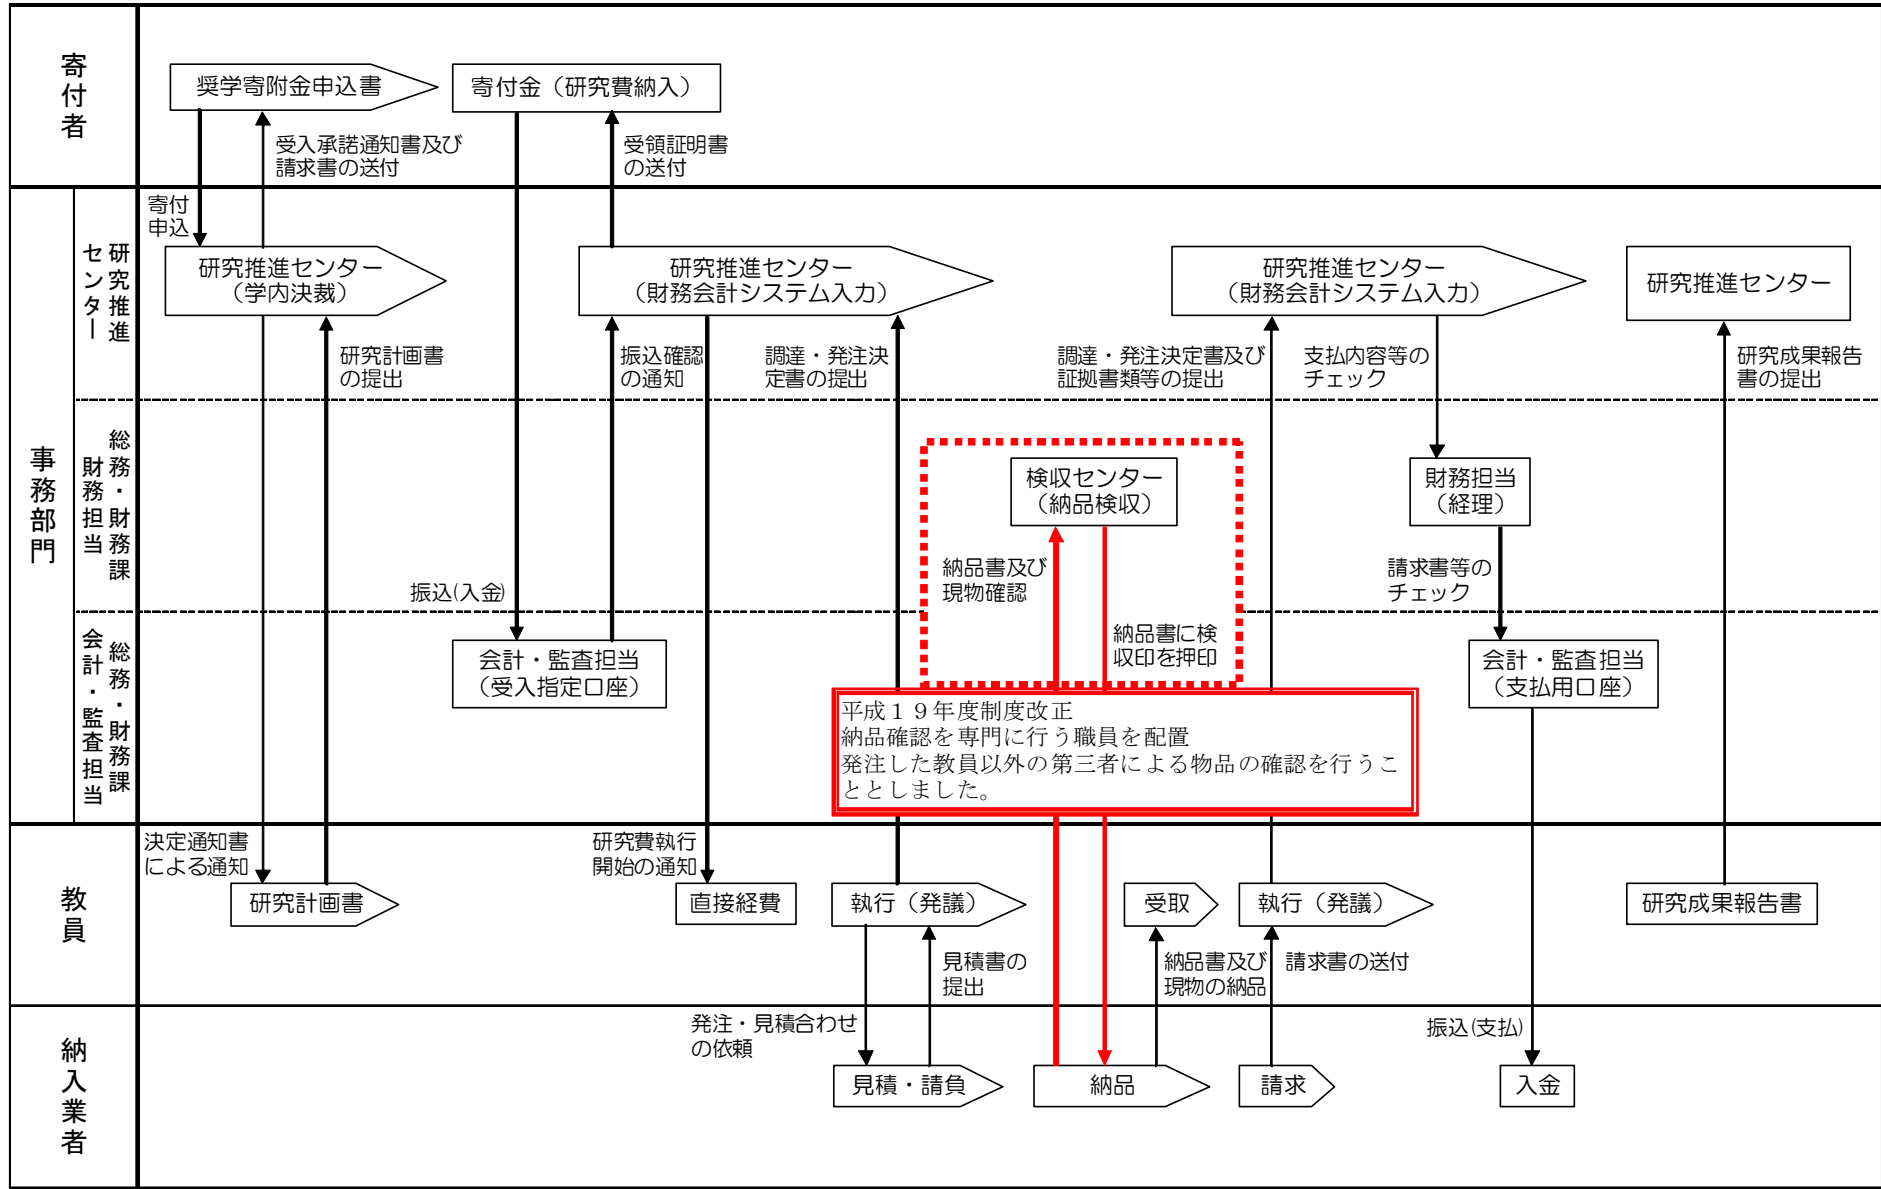 寄付者
奨学寄附金申込書
寄付金（研究費納入）
受入承諾通知書及び
請求書の送付
受領証明書
の送付
事務部門
研究推進
センター
寄付
申込
研究推進センター
（学内決裁）
研究推進センター
（財務会計システム入力）
研究推進センター
（財務会計システム入力）
研究推進センター
研究計画書
の提出
振込確認
の通知
調達・発注決
定書の提出
調達・発注決定書及び
証拠書類等の提出
支払内容等の
チェック
研究成果報告
書の提出
総務・財務課
財務担当
検収センター
（納品検収）
財務担当
（経理）
納品書及び
現物確認
振込(入金)
請求書等の
チェック
総務・財務課
会計・監査担当
会計・監査担当
（受入指定口座）
納品書に検
収印を押印
会計・監査担当
（支払用口座）
平成１９年度制度改正
納品確認を専門に行う職員を配置
発注した教員以外の第三者による物品の確認を行うこ
ととしました。
教員
決定通知書
による通知
研究費執行
開始の通知
研究計画書
直接経費
執行（発議）
受取
執行（発議）
研究成果報告書
見積書の
提出
納品書及び
現物の納品
請求書の送付
納入業者
発注・見積合わせ
の依頼
振込(支払)
見積・請負
納品
請求
入金